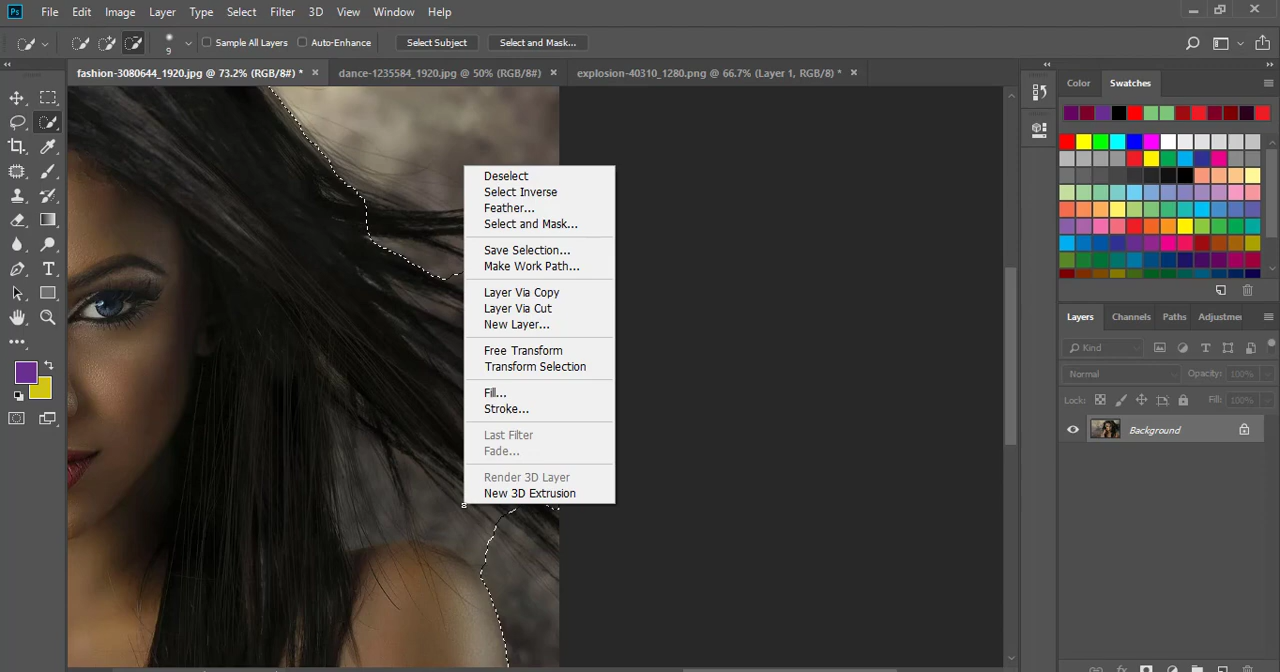 Ps File Edit Image Layer Type Select Filter 3D View Window Help
9 Sample All Layers Auto-Enhance Select Subject Select and Mask...
fashion-3080644_1920.jpg @ 73.2% (RGB/8#) * × dance-1235584_1920.jpg @ 50% (RGB/8#) × explosion-40310_1280.png @ 66.7% (Layer 1, RGB/8) * ×
Color Swatches
Deselect
Select Inverse
Feather...
Select and Mask...
Save Selection...
Make Work Path...
Layer Via Copy
Layer Via Cut
New Layer...
Free Transform
Transform Selection
Fill...
Stroke...
Last Filter
Fade...
Render 3D Layer
New 3D Extrusion
Layers Channels Paths Adjustmer
Kind
Normal Opacity: 100%
Lock: Fill: 100%
Background
fx